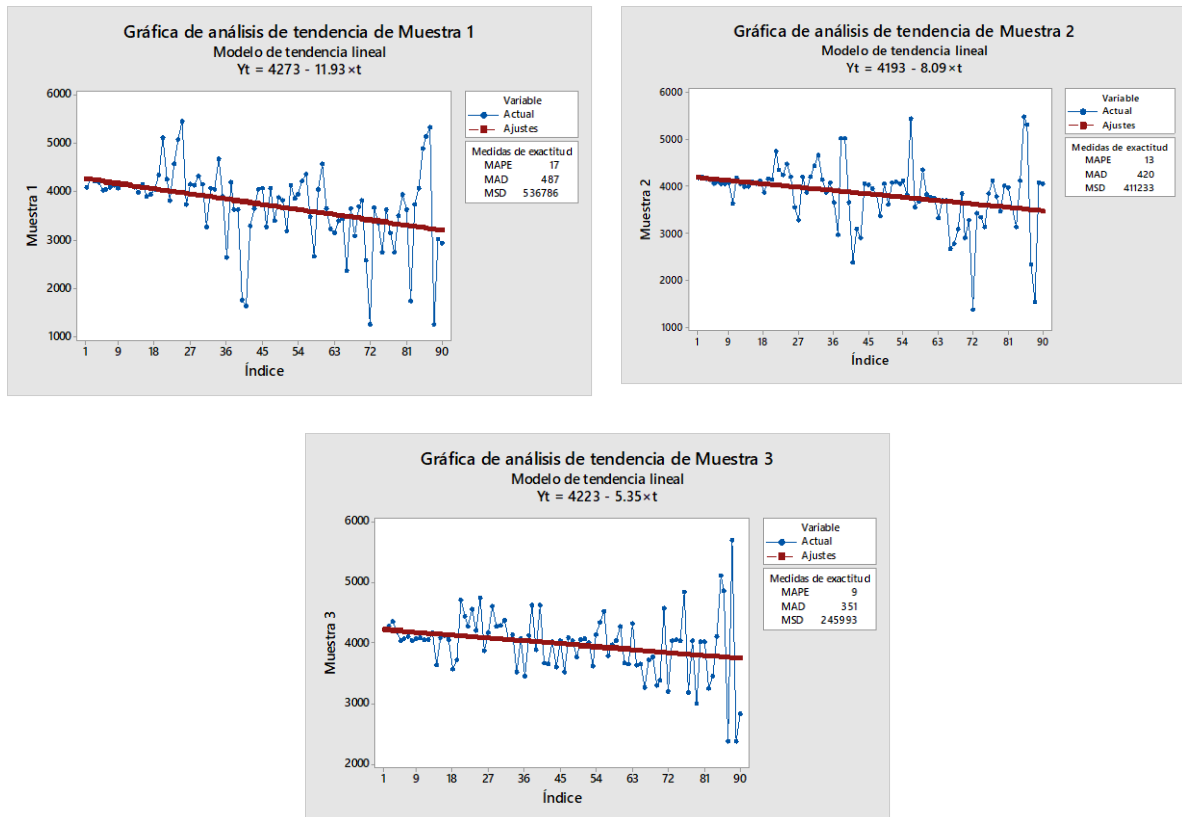 Gráfica de análisis de tendencia de Muestra 1
Modelo de tendencia lineal
Yt = 4273 - 11.93×t
Muestra 1
6000
5000
4000
3000
2000
1000
1 9 18 27 36 45 54 63 72 81 90
Índice
Variable
Actual
Ajustes
Medidas de exactitud
MAPE 17
MAD 487
MSD 536786
Gráfica de análisis de tendencia de Muestra 2
Modelo de tendencia lineal
Yt = 4193 - 8.09×t
Muestra 2
6000
5000
4000
3000
2000
1000
1 9 18 27 36 45 54 63 72 81 90
Índice
Variable
Actual
Ajustes
Medidas de exactitud
MAPE 13
MAD 420
MSD 411233
Gráfica de análisis de tendencia de Muestra 3
Modelo de tendencia lineal
Yt = 4223 - 5.35×t
Muestra 3
6000
5000
4000
3000
2000
1 9 18 27 36 45 54 63 72 81 90
Índice
Variable
Actual
Ajustes
Medidas de exactitud
MAPE 9
MAD 351
MSD 245993